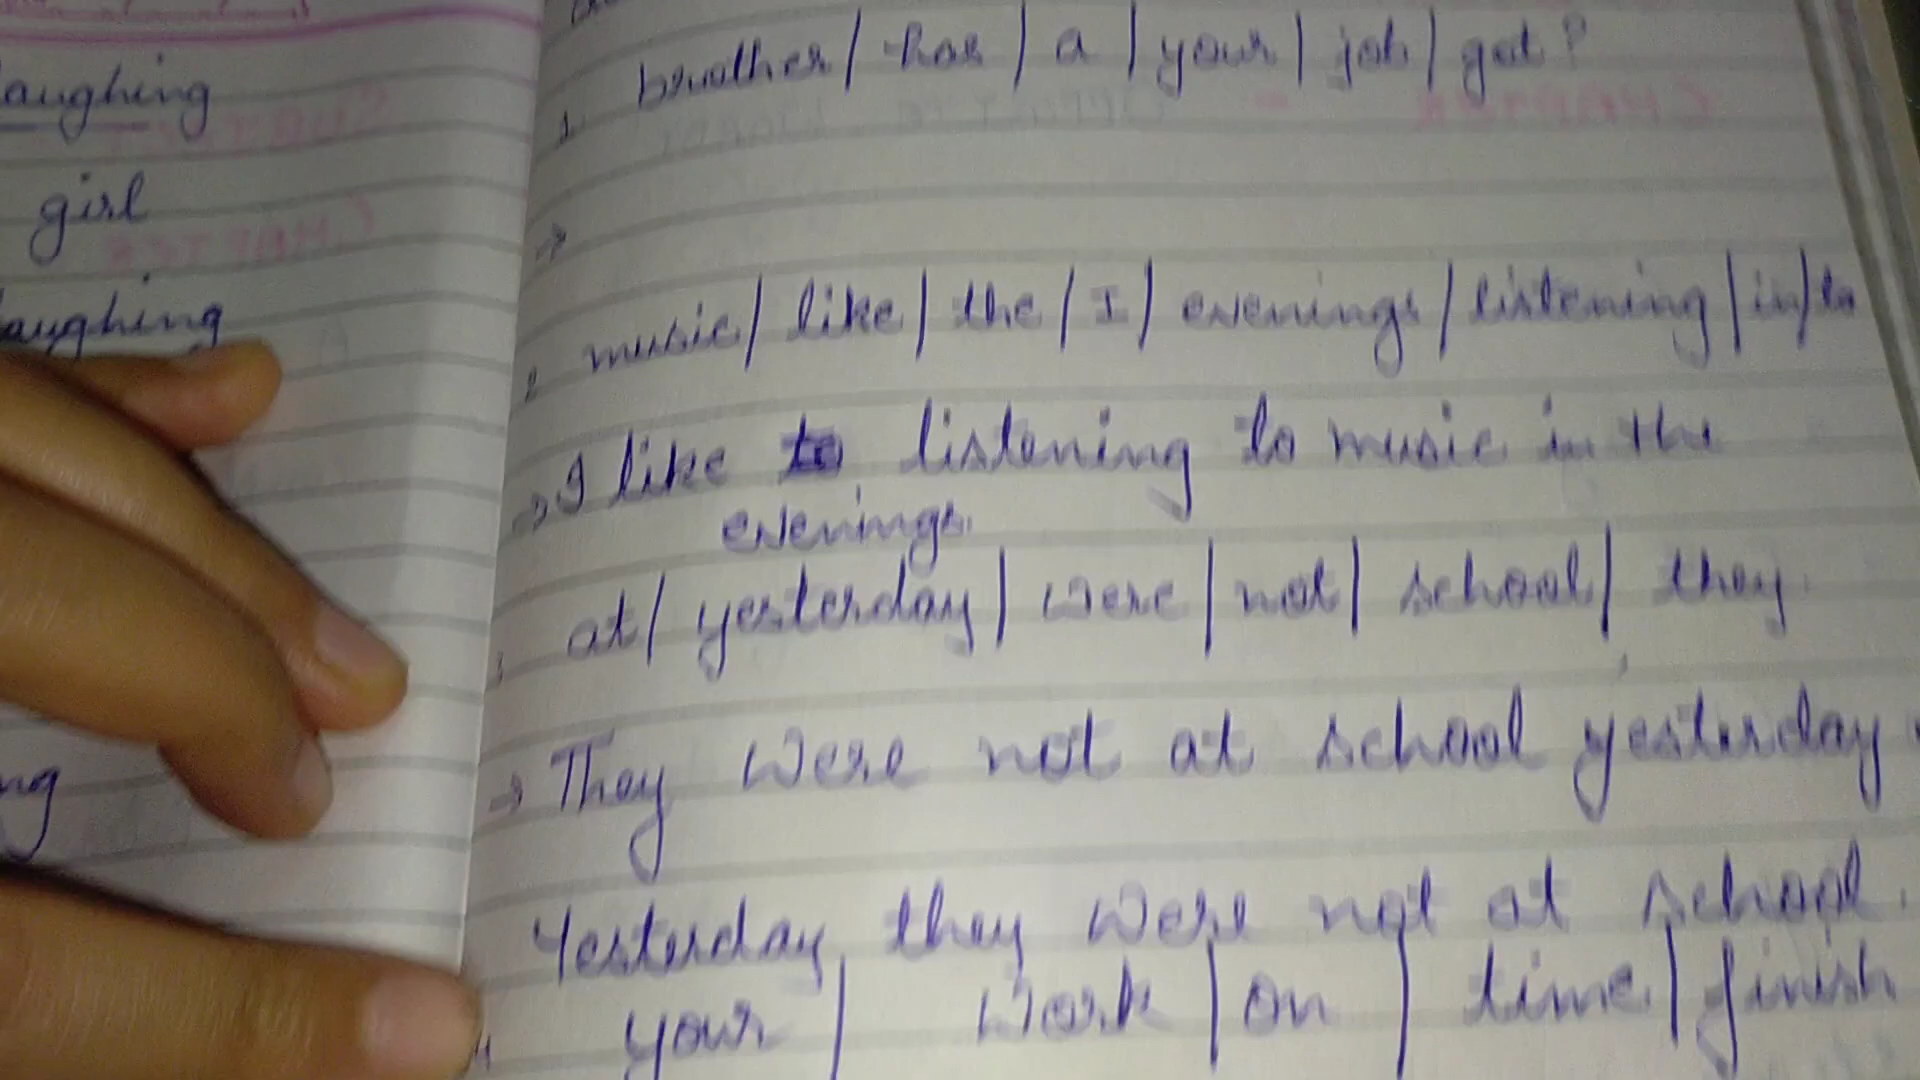 aughing
girl
aughing
ng
1. brother / has / a / your / job / got?
→
2. music / like / the / I / evenings / listening / in / to
→ I like listening to music in the
evenings.
3. at / yesterday / were / not / school / they.
→ They were not at school yesterday.
Yesterday they were not at school.
4. your / work / on / time / finish